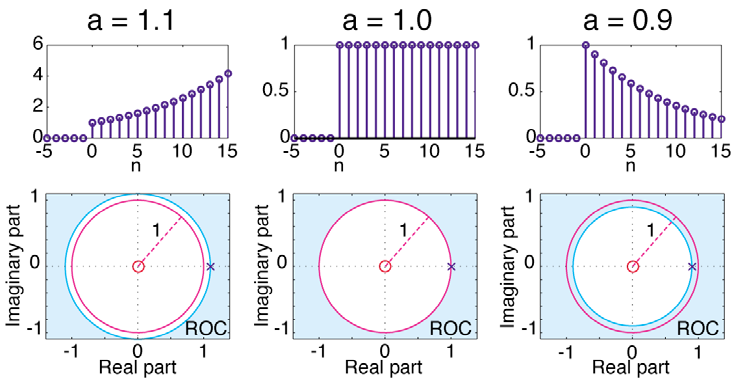 a = 1.1
a = 1.0
a = 0.9
6
4
2
0
-5 0 5 10 15
n
1
0.5
0
-5 0 5 10 15
n
1
0.5
0
-5 0 5 10 15
n
Imaginary part
1
0
-1
1
ROC
-1 0 1
Real part
Imaginary part
1
0
-1
1
ROC
-1 0 1
Real part
Imaginary part
1
0
-1
1
ROC
-1 0 1
Real part